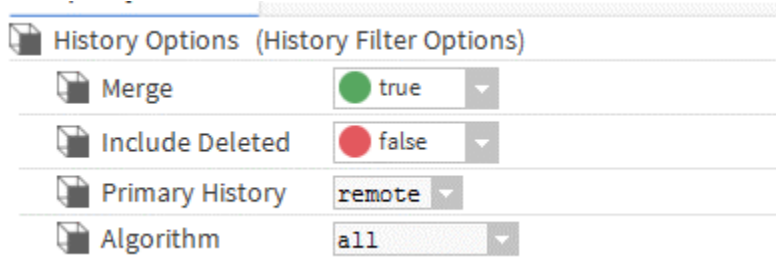 History Options (History Filter Options)
Merge true
Include Deleted false
Primary History remote
Algorithm all